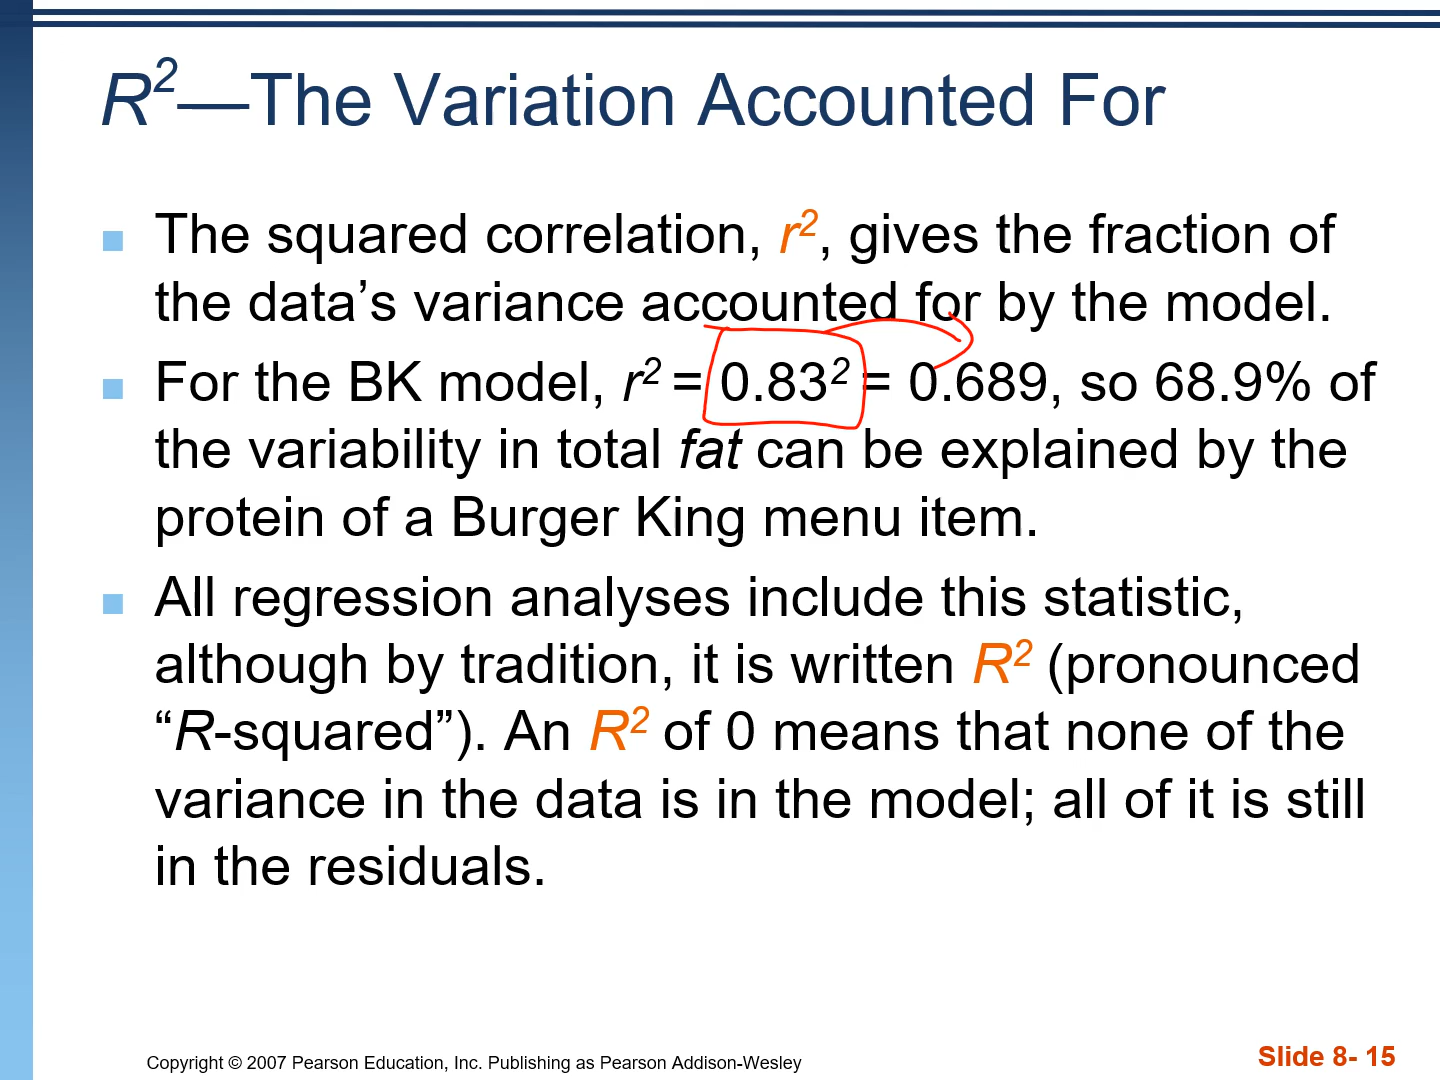 R²—The Variation Accounted For
The squared correlation, r², gives the fraction of
the data’s variance accounted for by the model.
For the BK model, r² = 0.83² = 0.689, so 68.9% of
the variability in total fat can be explained by the
protein of a Burger King menu item.
All regression analyses include this statistic,
although by tradition, it is written R² (pronounced
“R-squared”). An R² of 0 means that none of the
variance in the data is in the model; all of it is still
in the residuals.
Copyright © 2007 Pearson Education, Inc. Publishing as Pearson Addison-Wesley
Slide 8- 15